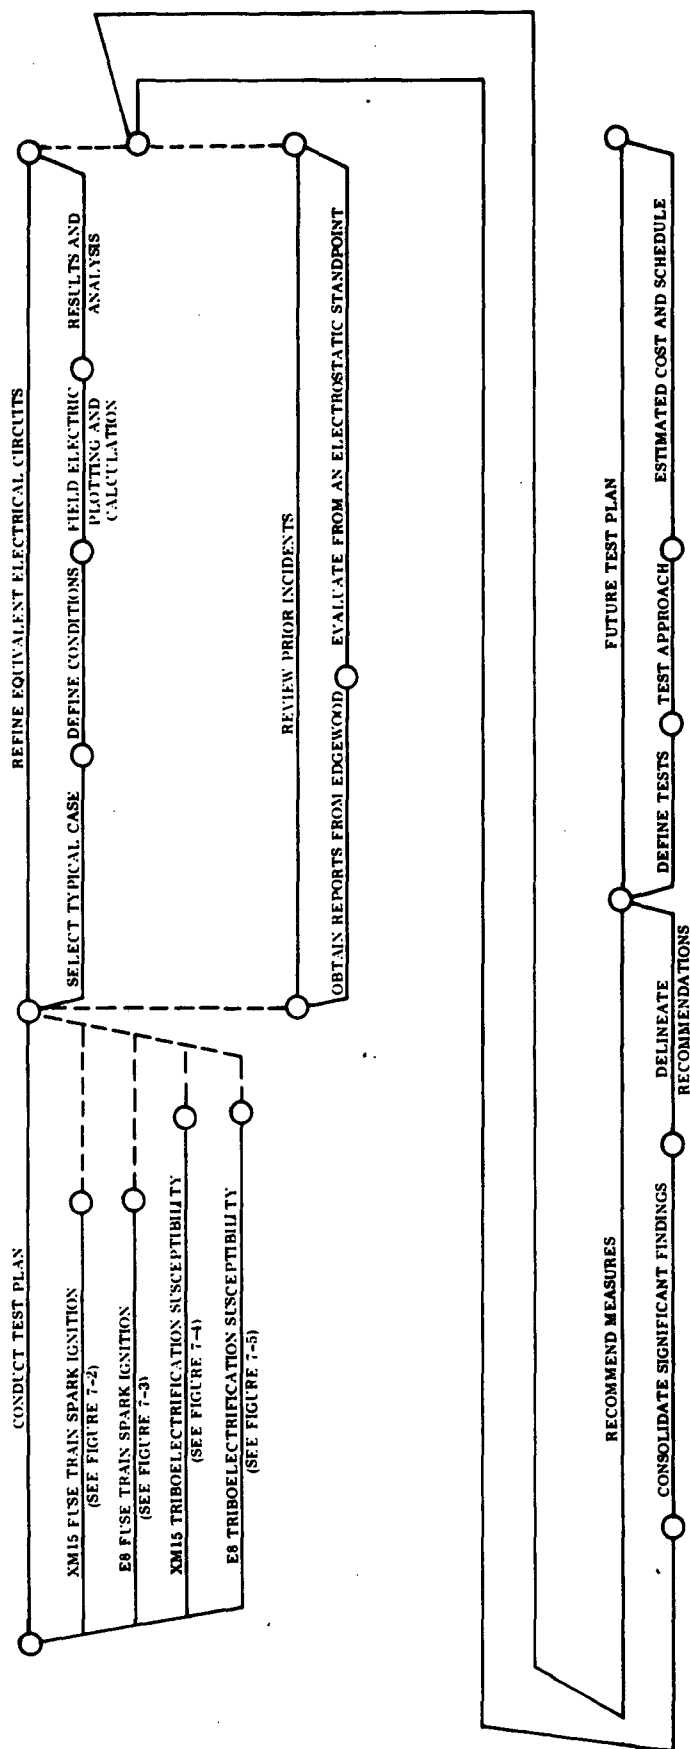 CONDUCT TEST PLAN
XM15 FUSE TRAIN SPARK IGNITION
(SEE FIGURE 7-2)
E8 FUSE TRAIN SPARK IGNITION
(SEE FIGURE 7-3)
XM15 TRIBOELECTRIFICATION SUSCEPTIBILITY
(SEE FIGURE 7-4)
E8 TRIBOELECTRIFICATION SUSCEPTIBILITY
(SEE FIGURE 7-5)
REFINE EQUIVALENT ELECTRICAL CIRCUITS
SELECT TYPICAL CASE
DEFINE CONDITIONS
FIELD ELECTRIC
PLOTTING AND
CALCULATION
RESULTS AND
ANALYSIS
REVIEW PRIOR INCIDENTS
OBTAIN REPORTS FROM EDGEWOOD
EVALUATE FROM AN ELECTROSTATIC STANDPOINT
RECOMMEND MEASURES
CONSOLIDATE SIGNIFICANT FINDINGS
DELINEATE
RECOMMENDATIONS
FUTURE TEST PLAN
DEFINE TESTS
TEST APPROACH
ESTIMATED COST AND SCHEDULE